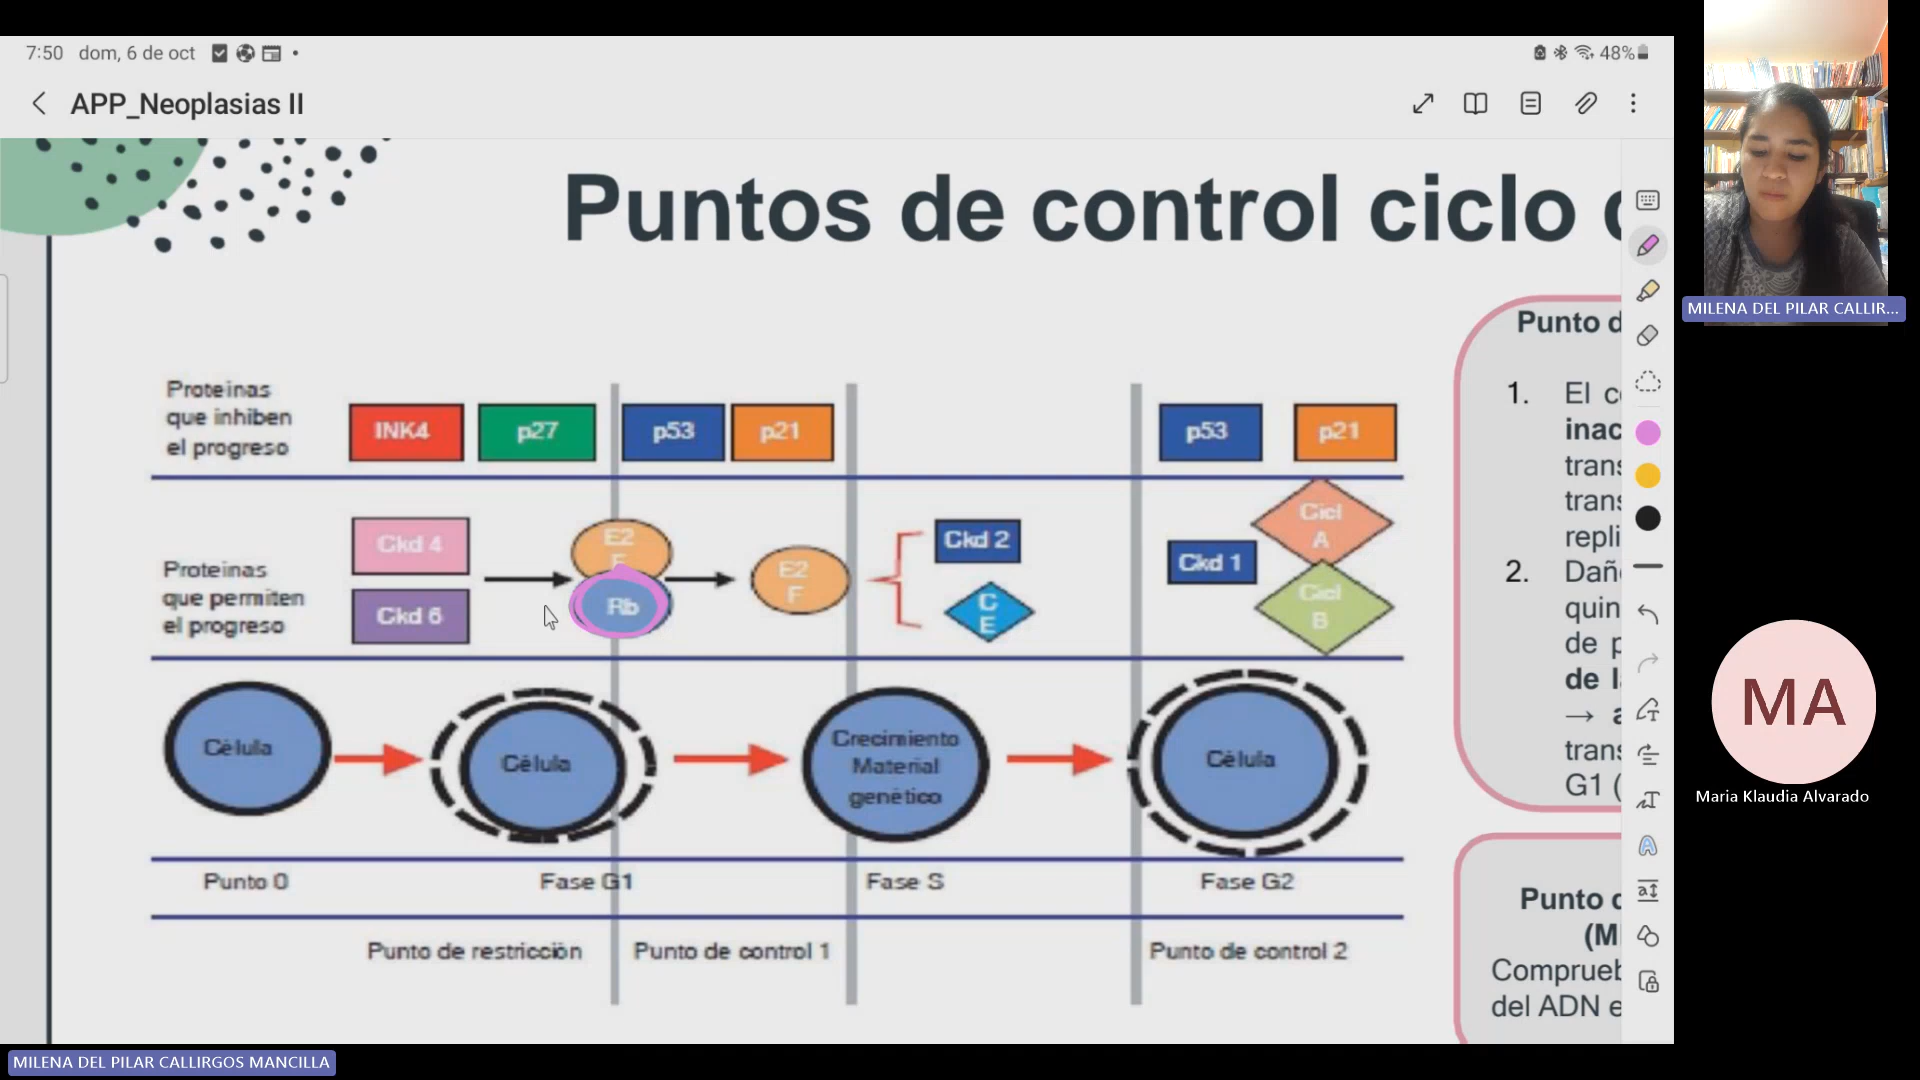 7:50 dom, 6 de oct
48%
APP_Neoplasias II
Puntos de control ciclo
Proteínas
que inhiben
el progreso
INK4
p27
p53
p21
p53
p21
Proteínas
que permiten
el progreso
Ckd 4
Ckd 6
E2
F
Rb
E2
F
Ckd 2
C
E
Ckd 1
Cicl
A
Cicl
B
Célula
Célula
Crecimiento
Material
genético
Célula
Punto 0
Fase G1
Fase S
Fase G2
Punto de restricción
Punto de control 1
Punto de control 2
Punto d
1. El c
inac
trans
trans
repli
2. Dañ
quin
de p
de l
→ a
trans
G1 (
Punto
(M
Comprueb
del ADN e
MILENA DEL PILAR CALLIR...
MA
Maria Klaudia Alvarado
MILENA DEL PILAR CALLIRGOS MANCILLA